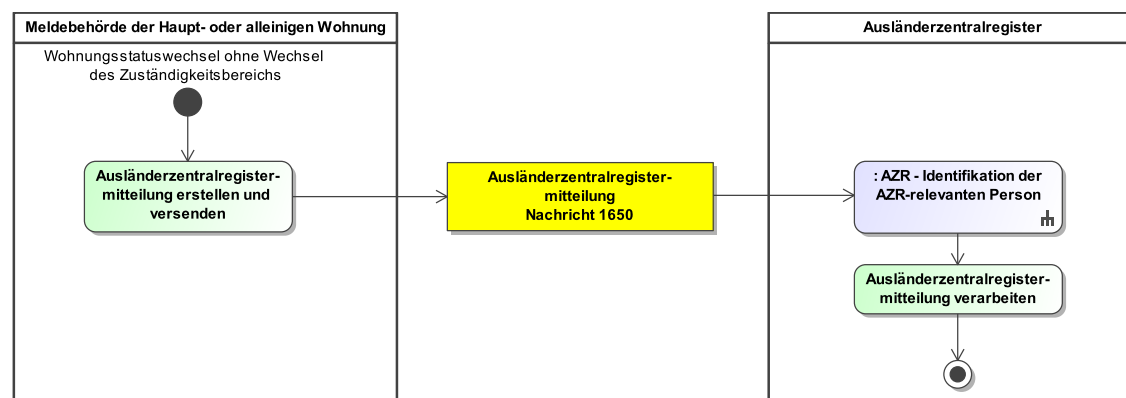 Meldebehörde der Haupt- oder alleinigen Wohnung
Wohnungsstatuswechsel ohne Wechsel
des Zuständigkeitsbereichs
Ausländerzentralregister-
mitteilung erstellen und
versenden
Ausländerzentralregister-
mitteilung
Nachricht 1650
Ausländerzentralregister
: AZR - Identifikation der
AZR-relevanten Person
Ausländerzentralregister-
mitteilung verarbeiten